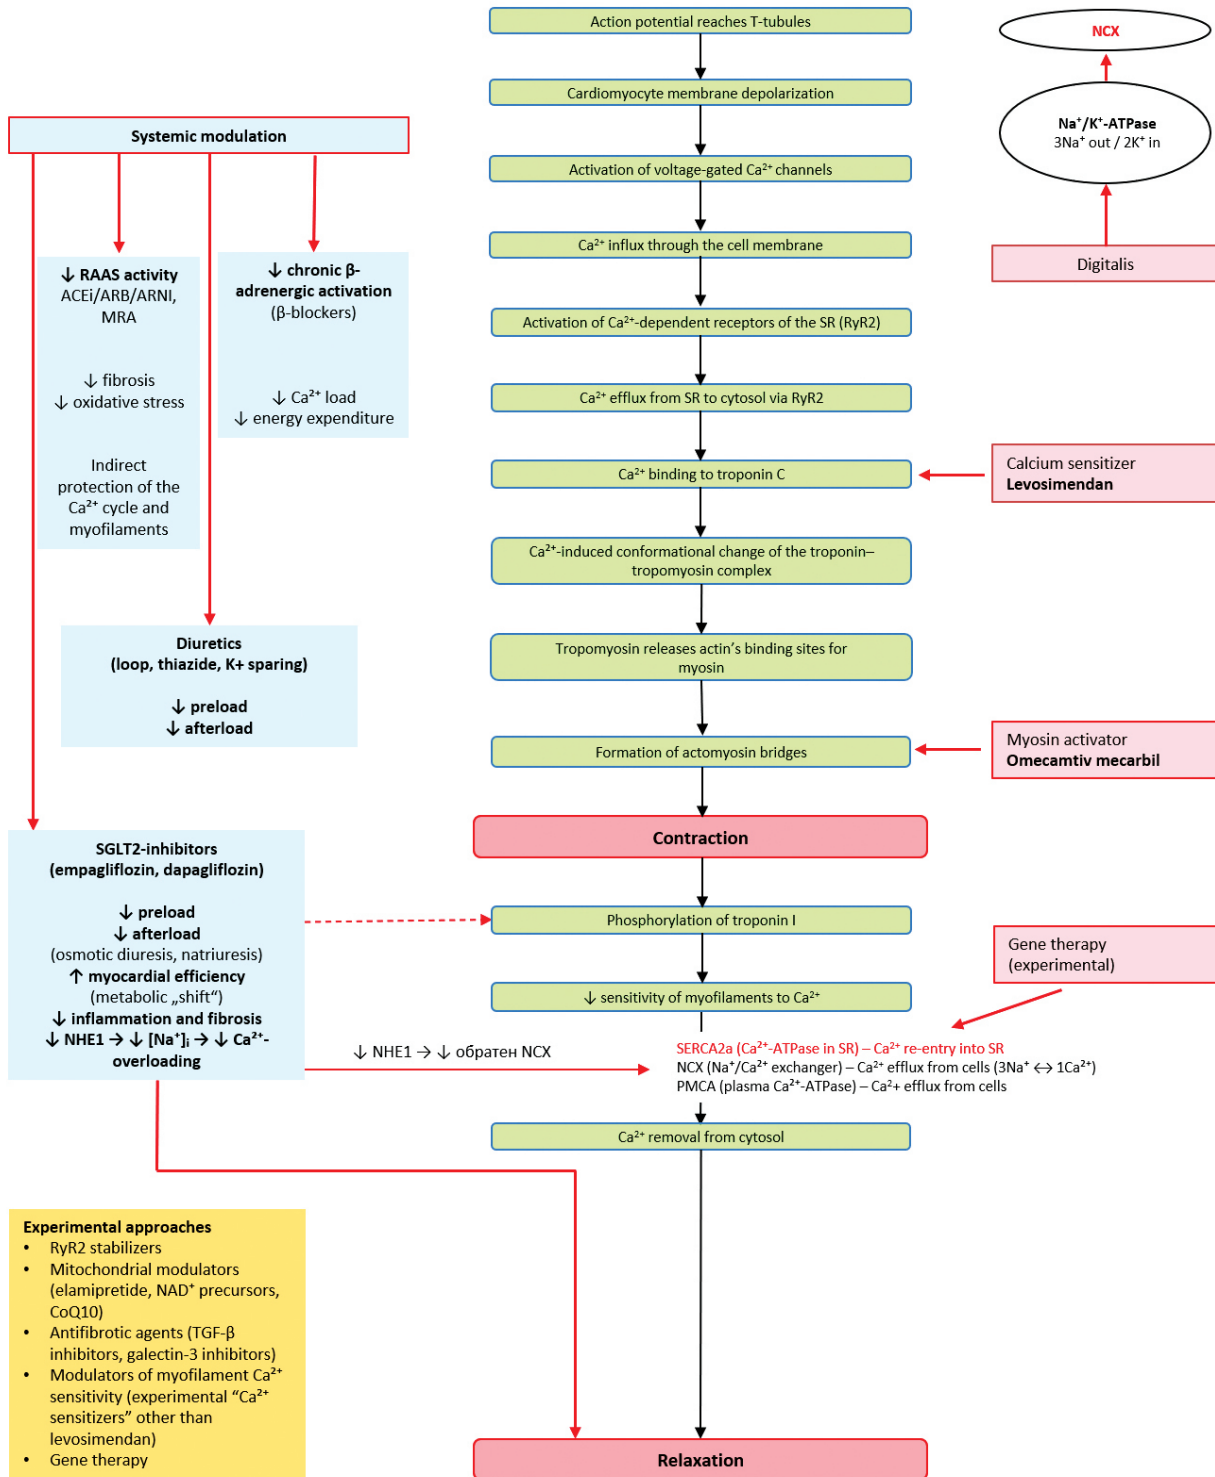 Action potential reaches T-tubules
Cardiomyocyte membrane depolarization
Activation of voltage-gated Ca²⁺ channels
Ca²⁺ influx through the cell membrane
Activation of Ca²⁺-dependent receptors of the SR (RyR2)
Ca²⁺ efflux from SR to cytosol via RyR2
Ca²⁺ binding to troponin C
Ca²⁺-induced conformational change of the troponin–
tropomyosin complex
Tropomyosin releases actin's binding sites for
myosin
Formation of actomyosin bridges
Contraction
Phosphorylation of troponin I
↓ sensitivity of myofilaments to Ca²⁺
SERCA2a (Ca²⁺-ATPase in SR) – Ca²⁺ re-entry into SR
NCX (Na⁺/Ca²⁺ exchanger) – Ca²⁺ efflux from cells (3Na⁺ ↔ 1Ca²⁺)
PMCA (plasma Ca²⁺-ATPase) – Ca²+ efflux from cells
Ca²⁺ removal from cytosol
Relaxation
NCX
Na⁺/K⁺-ATPase
3Na⁺ out / 2K⁺ in
Digitalis
Calcium sensitizer
Levosimendan
Myosin activator
Omecamtiv mecarbil
Gene therapy
(experimental)
Systemic modulation
↓ RAAS activity
ACEi/ARB/ARNI,
MRA
↓ fibrosis
↓ oxidative stress
Indirect
protection of the
Ca²⁺ cycle and
myofilaments
↓ chronic β-
adrenergic activation
(β-blockers)
↓ Ca²⁺ load
↓ energy expenditure
Diuretics
(loop, thiazide, K+ sparing)
↓ preload
↓ afterload
SGLT2-inhibitors
(empagliflozin, dapagliflozin)
↓ preload
↓ afterload
(osmotic diuresis, natriuresis)
↑ myocardial efficiency
(metabolic „shift“)
↓ inflammation and fibrosis
↓ NHE1 → ↓ [Na⁺]ᵢ → ↓ Ca²⁺-
overloading
↓ NHE1 → ↓ обратен NCX
Experimental approaches
• RyR2 stabilizers
• Mitochondrial modulators
(elamipretide, NAD⁺ precursors,
CoQ10)
• Antifibrotic agents (TGF-β
inhibitors, galectin-3 inhibitors)
• Modulators of myofilament Ca²⁺
sensitivity (experimental “Ca²⁺
sensitizers” other than
levosimendan)
• Gene therapy